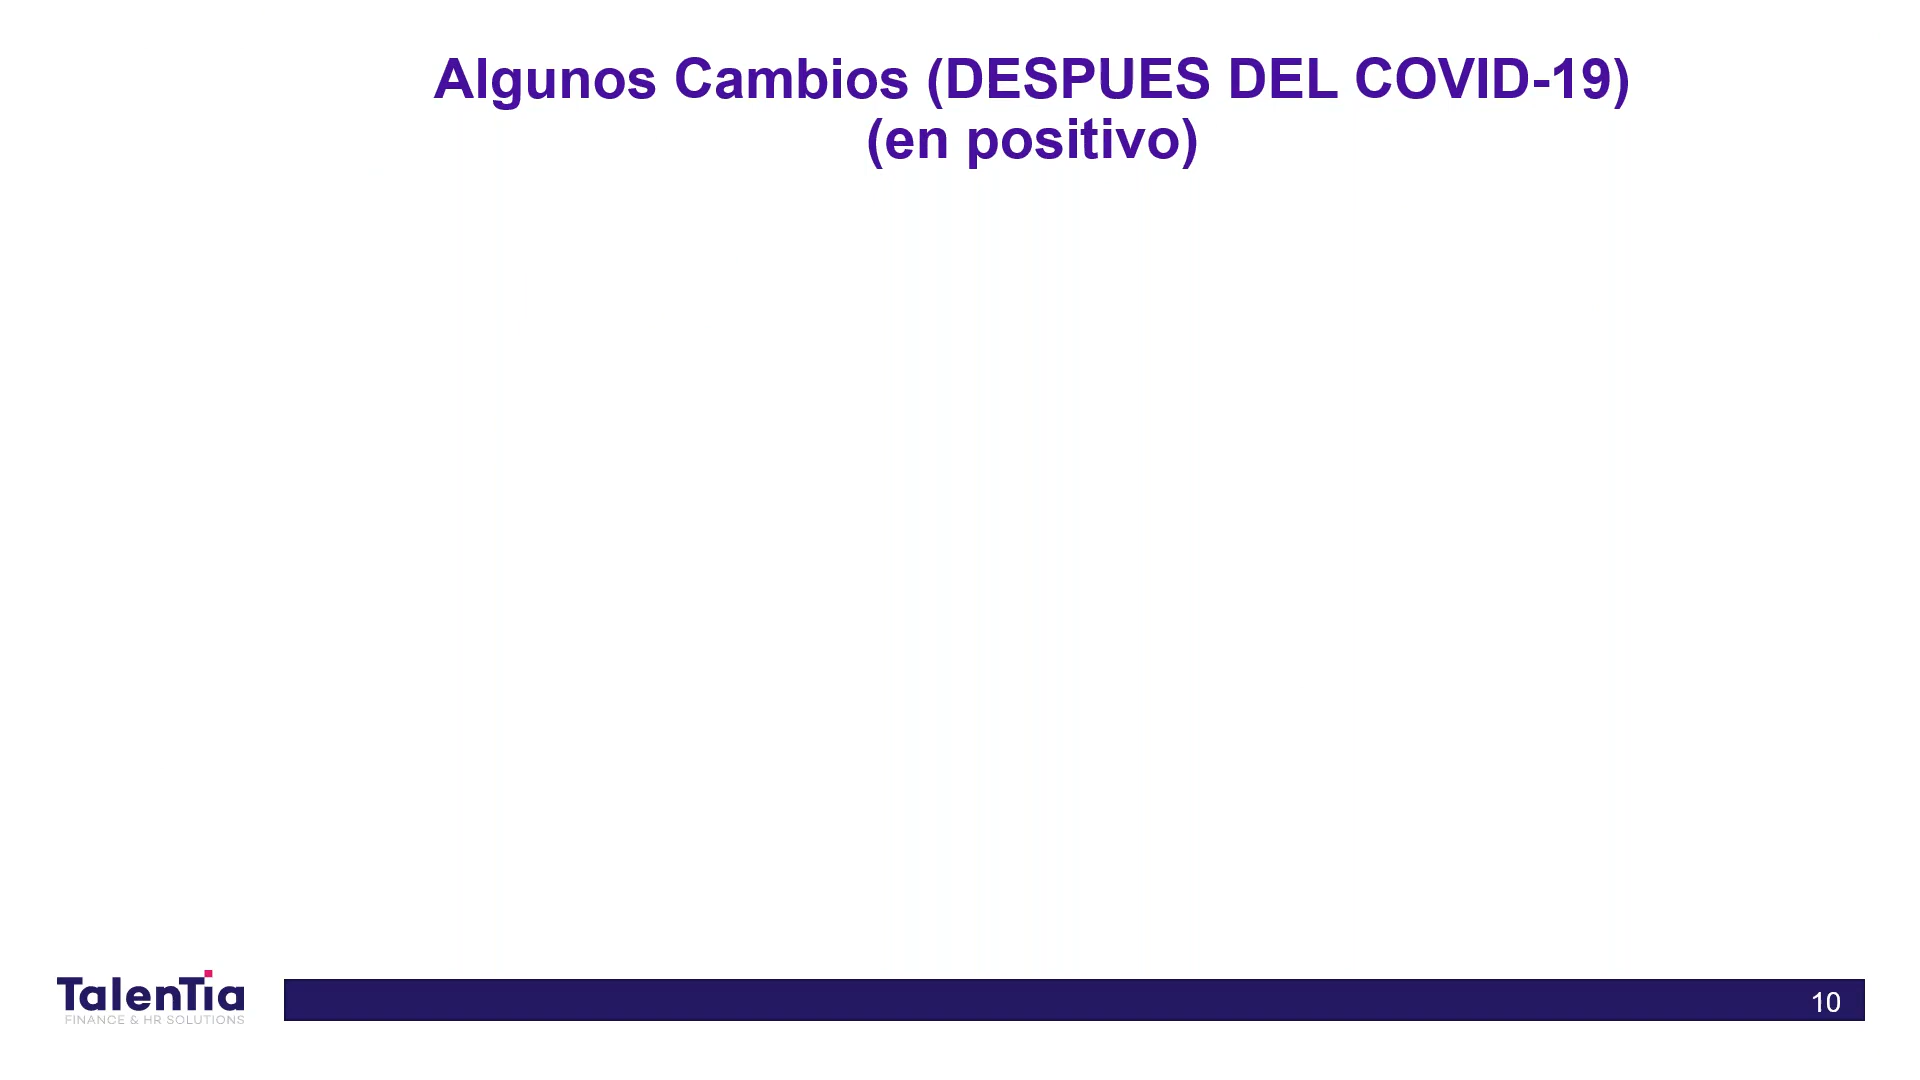 Algunos Cambios (DESPUES DEL COVID-19)
(en positivo)
TalenTia
FINANCE & HR SOLUTIONS
10